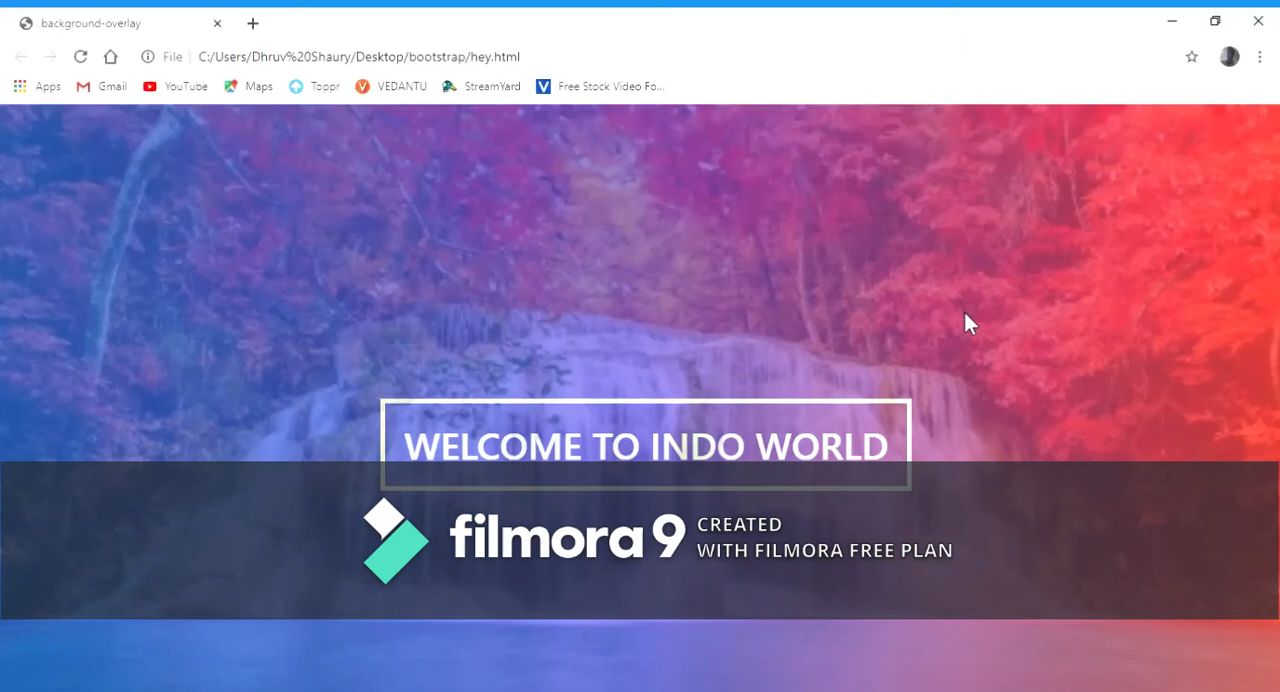 background-overlay
File
C:/Users/Dhruv%20Shaury/Desktop/bootstrap/hey.html
Apps
Gmail
YouTube
Maps
Toppr
VEDANTU
StreamYard
V
Free Stock Video Fo...
WELCOME TO INDO WORLD
filmora 9
CREATED
WITH FILMORA FREE PLAN